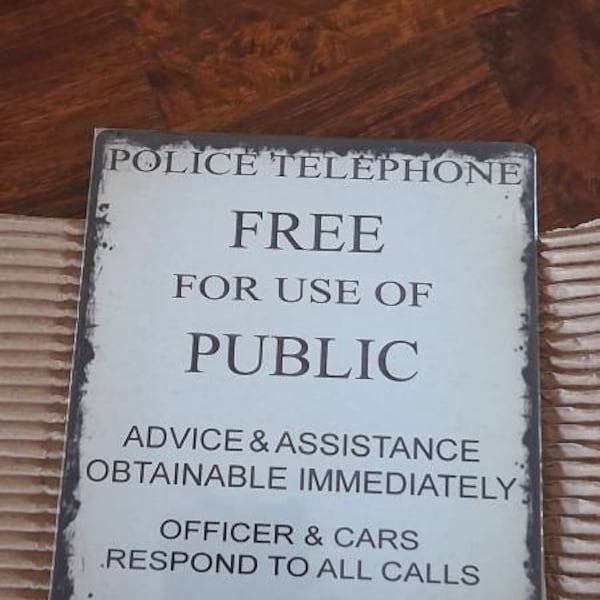 POLICE TELEPHONE
FREE
FOR USE OF
PUBLIC
ADVICE & ASSISTANCE
OBTAINABLE IMMEDIATELY
OFFICER & CARS
RESPOND TO ALL CALLS